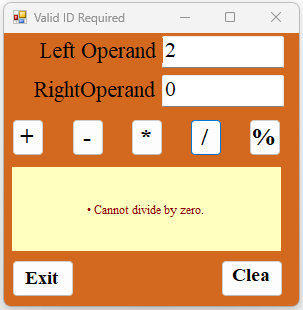 Valid ID Required
Left Operand 2
RightOperand 0
+ - * / %
• Cannot divide by zero.
Exit Clea